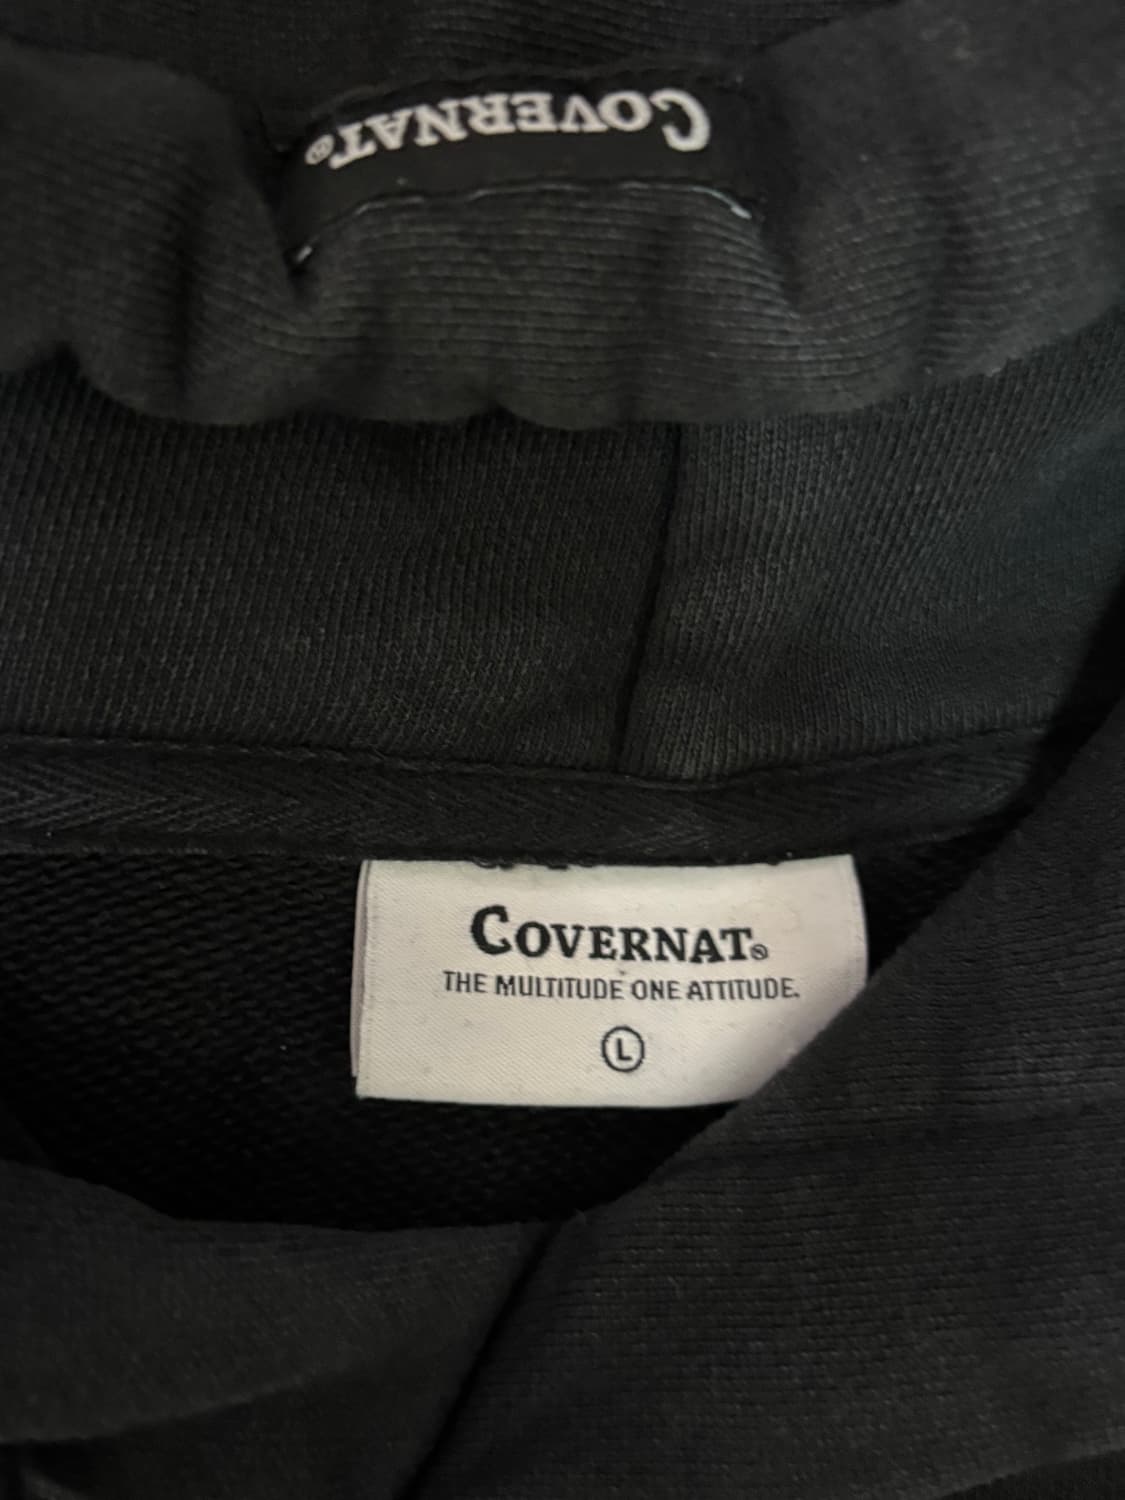 COVERNAT®
COVERNAT®
THE MULTITUDE ONE ATTITUDE.
L